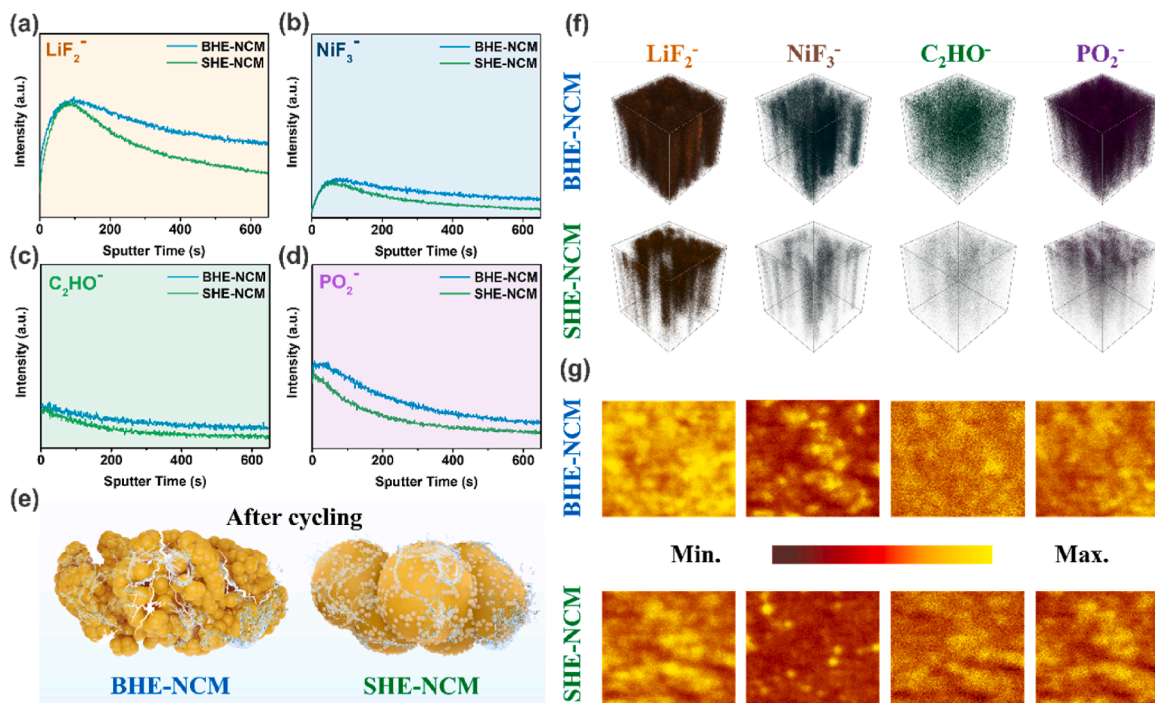 (a)
LiF₂⁻
BHE-NCM
SHE-NCM
Intensity (a.u.)
0 200 400 600
Sputter Time (s)
(b)
NiF₃⁻
BHE-NCM
SHE-NCM
Intensity (a.u.)
0 200 400 600
Sputter Time (s)
(c)
C₂HO⁻
BHE-NCM
SHE-NCM
Intensity (a.u.)
0 200 400 600
Sputter Time (s)
(d)
PO₂⁻
BHE-NCM
SHE-NCM
Intensity (a.u.)
0 200 400 600
Sputter Time (s)
(e)
After cycling
BHE-NCM SHE-NCM
(f)
LiF₂⁻ NiF₃⁻ C₂HO⁻ PO₂⁻
BHE-NCM
SHE-NCM
(g)
BHE-NCM
Min. Max.
SHE-NCM